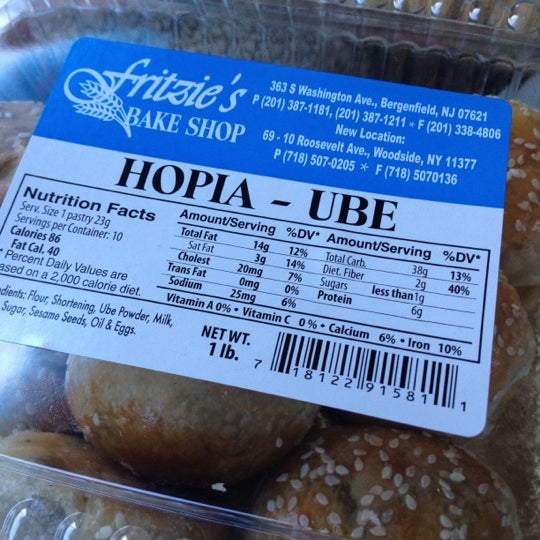 fritzie's
BAKE SHOP
363 S Washington Ave., Bergenfield, NJ 07621
P (201) 387-1181, (201) 387-1211 * F (201) 338-4806
New Location:
69 - 10 Roosevelt Ave., Woodside, NY 11377
P (718) 507-0205 * F (718) 5070136
HOPIA - UBE
Nutrition Facts
Serv. Size 1 pastry 23g
Servings per Container: 10
Calories 86
Fat Cal. 40
* Percent Daily Values are
ased on a 2,000 calorie diet.
Amount/Serving %DV* Amount/Serving %DV*
Total Fat 14g 12% Total Carb. 38g 13%
Sat Fat 3g 14% Diet. Fiber 2g 40%
Cholest 20mg 7% Sugars less than 1g
Trans Fat 0mg 0% Protein 6g
Sodium 25mg 6%
Vitamin A 0% • Vitamin C 0% • Calcium 6% • Iron 10%
dients: Flour, Shortening, Ube Powder, Milk,
Sugar, Sesame Seeds, Oil & Eggs.
NET WT.
1 lb.
7 18122 91581 1